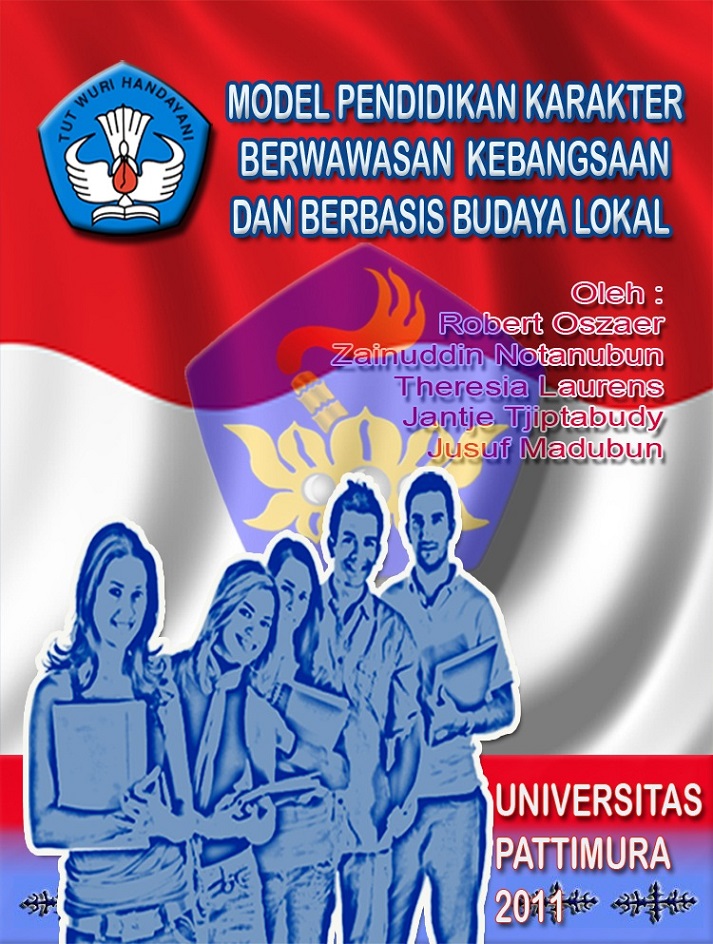 TUT WURI HANDAYANI
MODEL PENDIDIKAN KARAKTER
BERWAWASAN KEBANGSAAN
DAN BERBASIS BUDAYA LOKAL
Oleh :
Robert Oszaer
Zainuddin Notanubun
Theresia Laurens
Jantje Tjiptabudy
Jusuf Madubun
UNIVERSITAS
PATTIMURA
2011